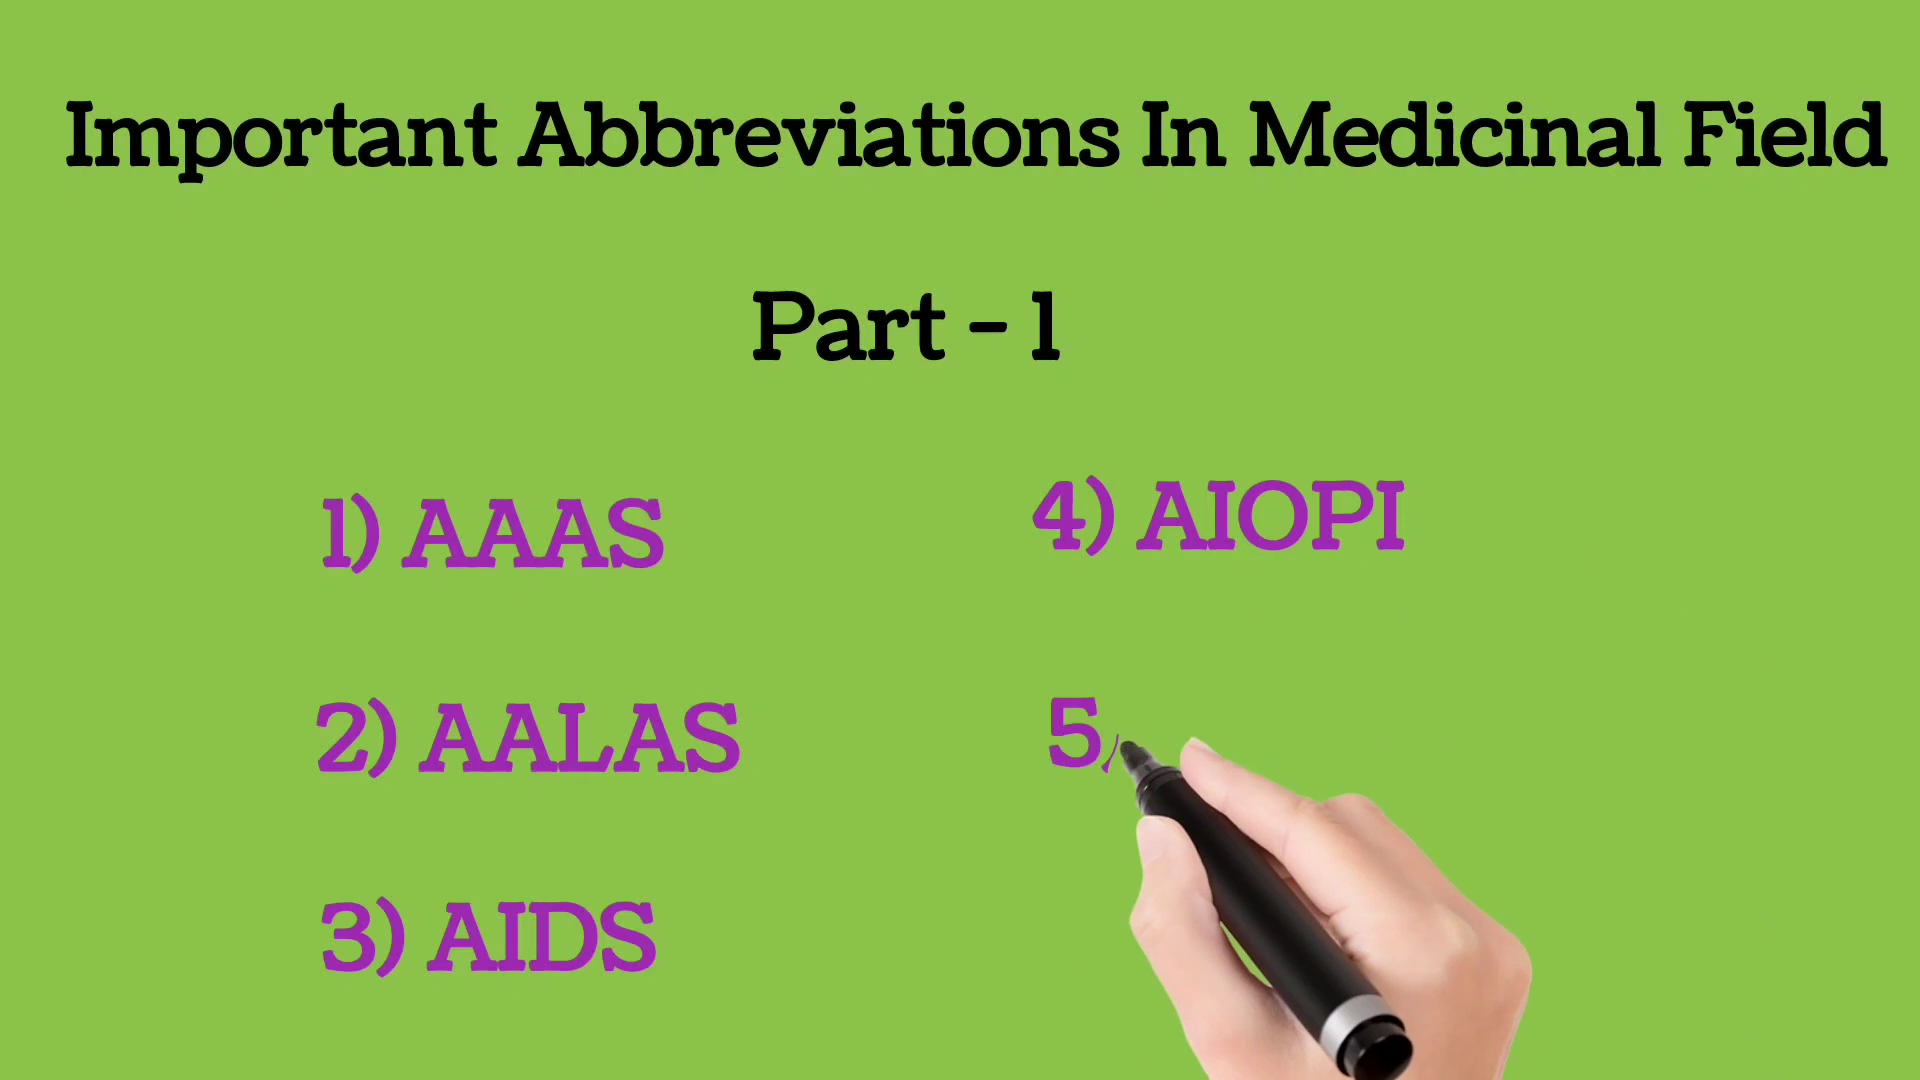 Important Abbreviations In Medicinal Field
Part - 1
1) AAAS
2) AALAS
3) AIDS
4) AIOPI
5